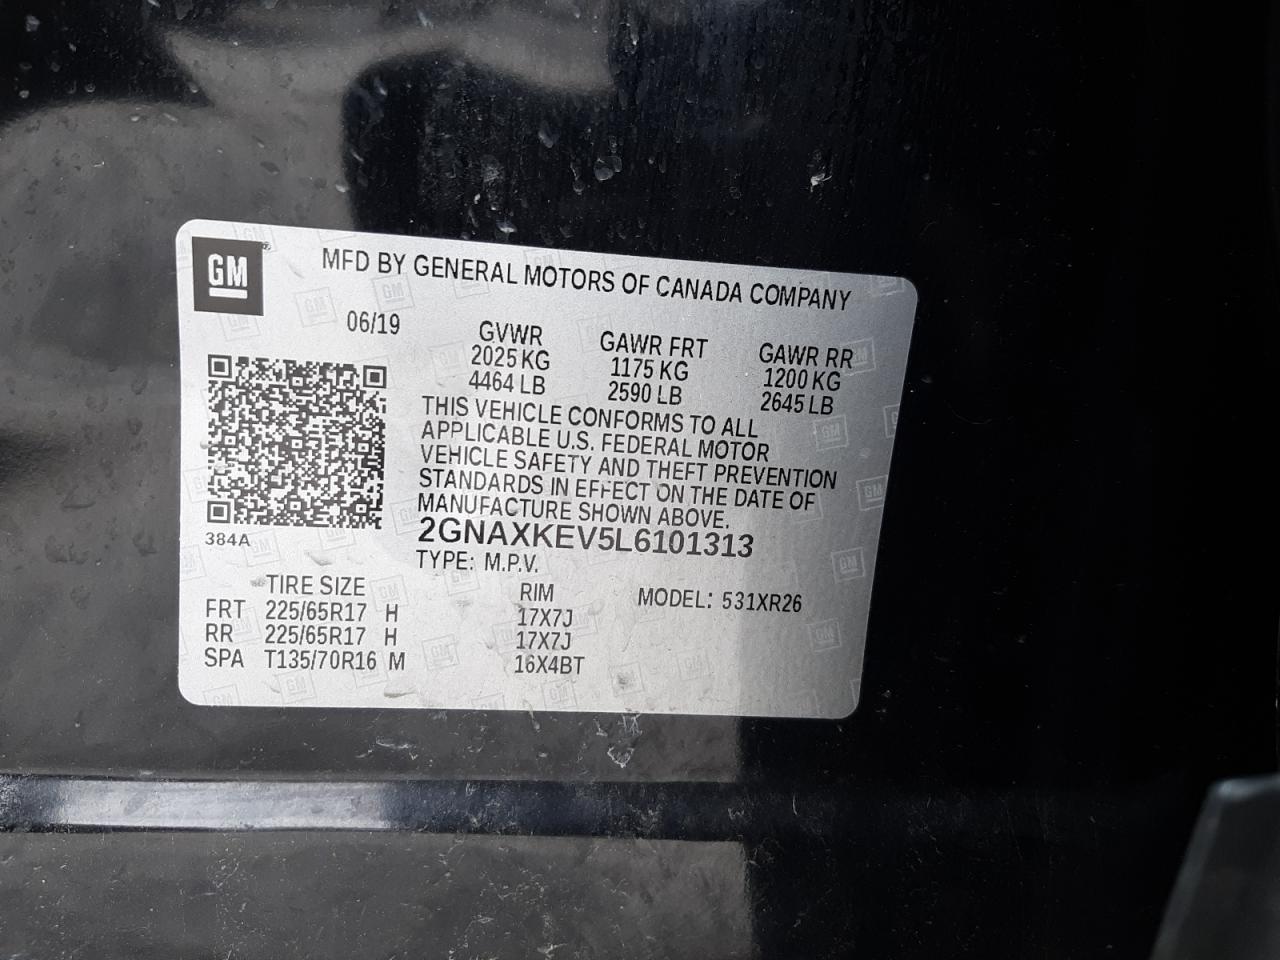 GM
MFD BY GENERAL MOTORS OF CANADA COMPANY
06/19
GVWR GAWR FRT GAWR RR
2025 KG 1175 KG 1200 KG
4464 LB 2590 LB 2645 LB
THIS VEHICLE CONFORMS TO ALL
APPLICABLE U.S. FEDERAL MOTOR
VEHICLE SAFETY AND THEFT PREVENTION
STANDARDS IN EFFECT ON THE DATE OF
MANUFACTURE SHOWN ABOVE.
384A
2GNAXKEV5L6101313
TYPE: M.P.V.
TIRE SIZE RIM MODEL: 531XR26
FRT 225/65R17 H 17X7J
RR 225/65R17 H 17X7J
SPA T135/70R16 M 16X4BT